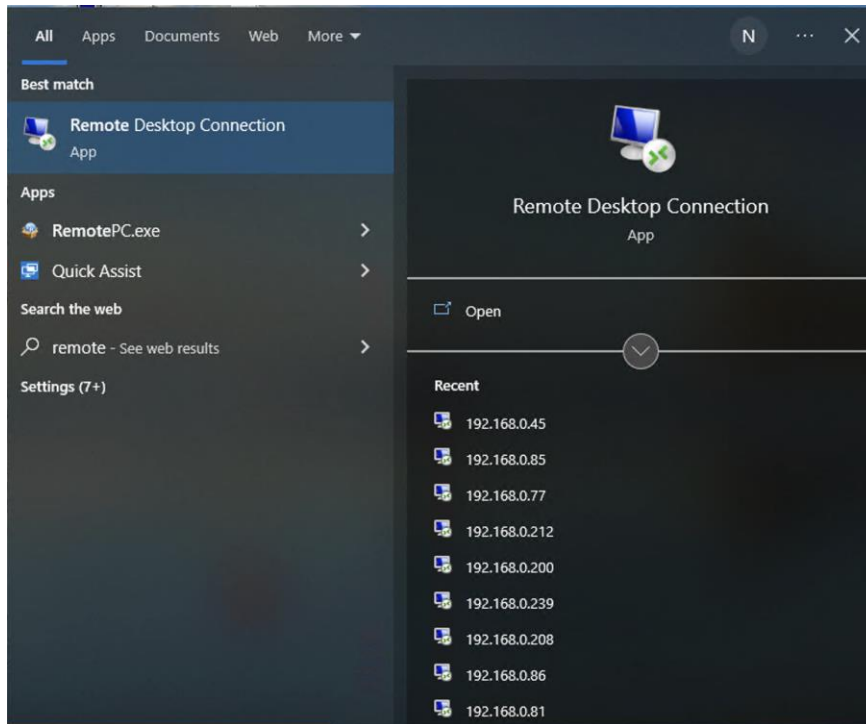 All Apps Documents Web More N ...
Best match
Remote Desktop Connection
App
Apps
RemotePC.exe
Quick Assist
Search the web
remote - See web results
Settings (7+)
Remote Desktop Connection
App
Open
Recent
192.168.0.45
192.168.0.85
192.168.0.77
192.168.0.212
192.168.0.200
192.168.0.239
192.168.0.208
192.168.0.86
192.168.0.81